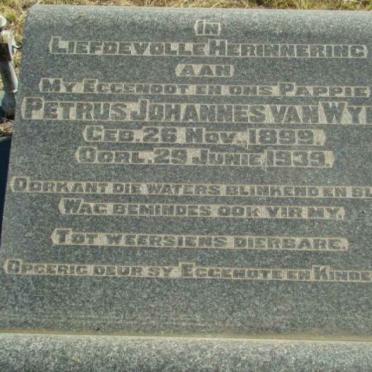 IN
LIEFDEVOLLE HERINNERING
AAN
MY EGGENOOT EN ONS PAPPIE
PETRUS JOHANNES VAN WY
GEB. 26 NOV. 1899.
OORL. 29 JUNIE 1939.
OORKANT DIE WATERS BLINKEND EN BL
WAG BEMINDES OOK VIR MY.
TOT WEERSIENS DIERBARE.
OPGERIG DEUR SY EGGENOTE EN KINDE